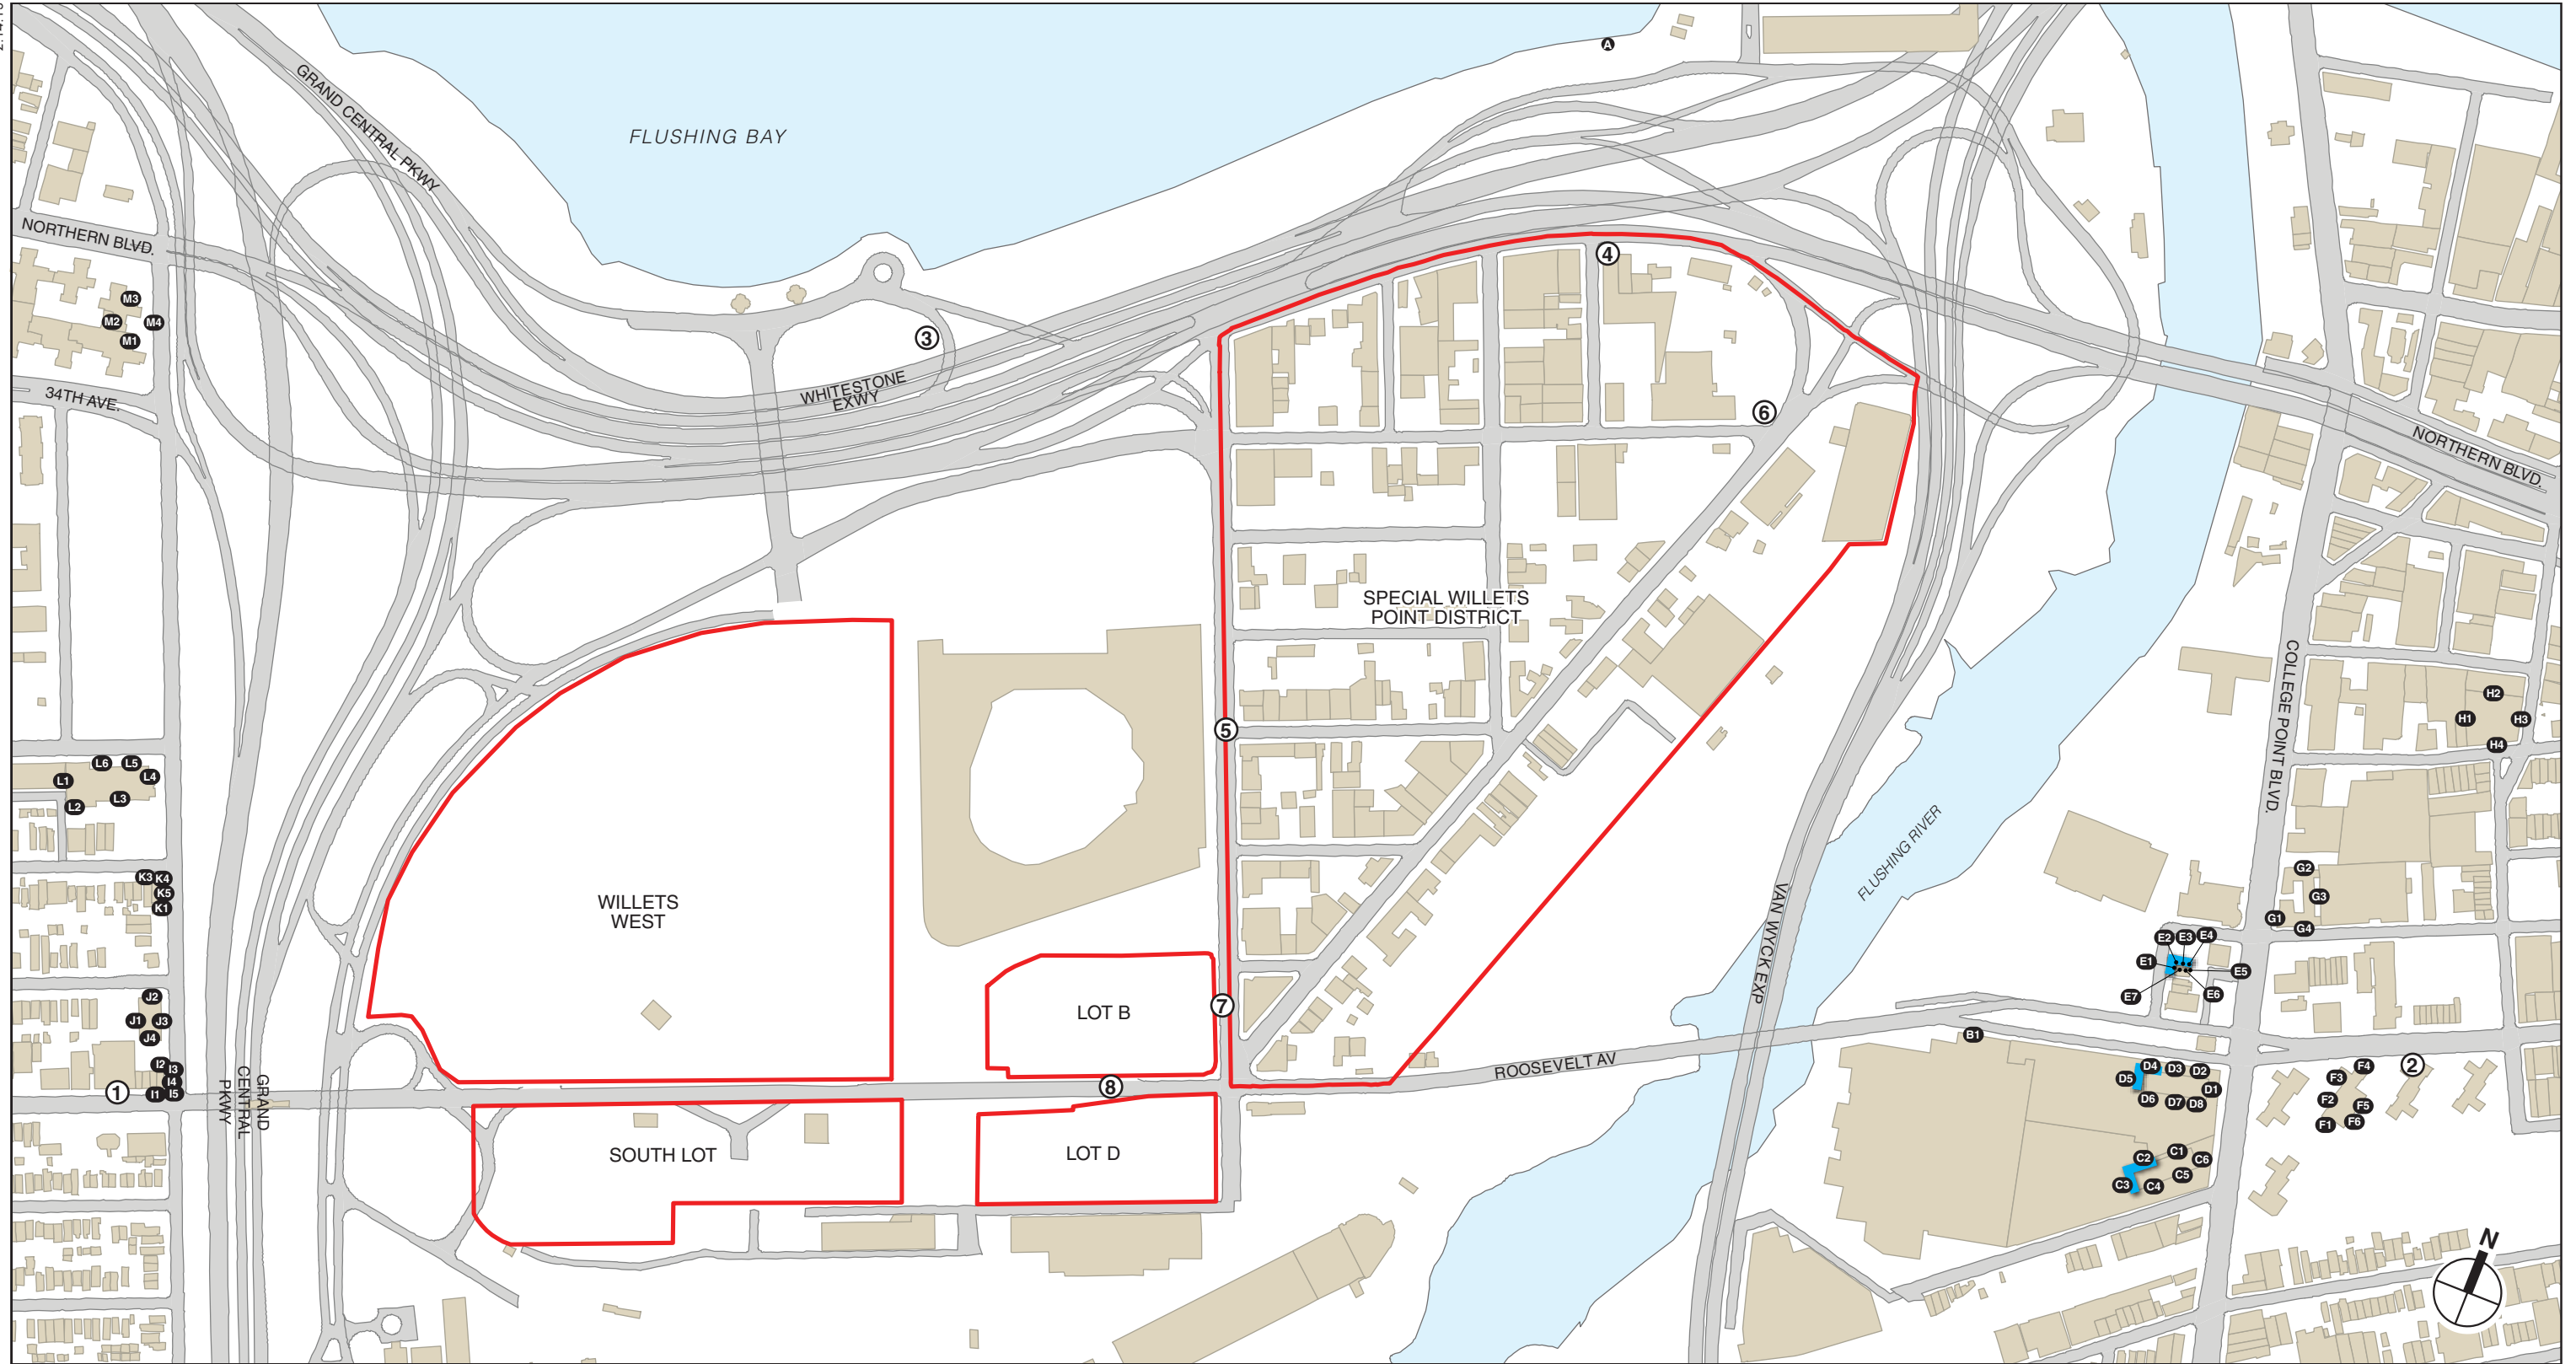 A
GRAND CENTRAL PKWY
FLUSHING BAY
NORTHERN BLVD.
4
M3
M2
M4
M1
3
WHITESTONE
EXWY
34TH AVE.
6
NORTHERN BLVD.
SPECIAL WILLETS
POINT DISTRICT
COLLEGE POINT BLVD.
H2
H1
H3
H4
5
L6
L5
L4
L1
L3
L2
FLUSHING RIVER
K3
K4
K5
K1
G2
G3
G1
G4
WILLETS
WEST
VAN WYCK EXP
E2
E3
E4
E1
E5
E7
E6
J2
J1
J3
J4
LOT B
7
B1
ROOSEVELT AV
I2
I3
I4
I1
I5
1
8
2
D4
D3
D2
D5
D1
D6
D7
D8
F4
F3
F2
F5
F6
F1
GRAND
CENTRAL
PKWY
SOUTH LOT
LOT D
C1
C2
C6
C5
C3
C4
N